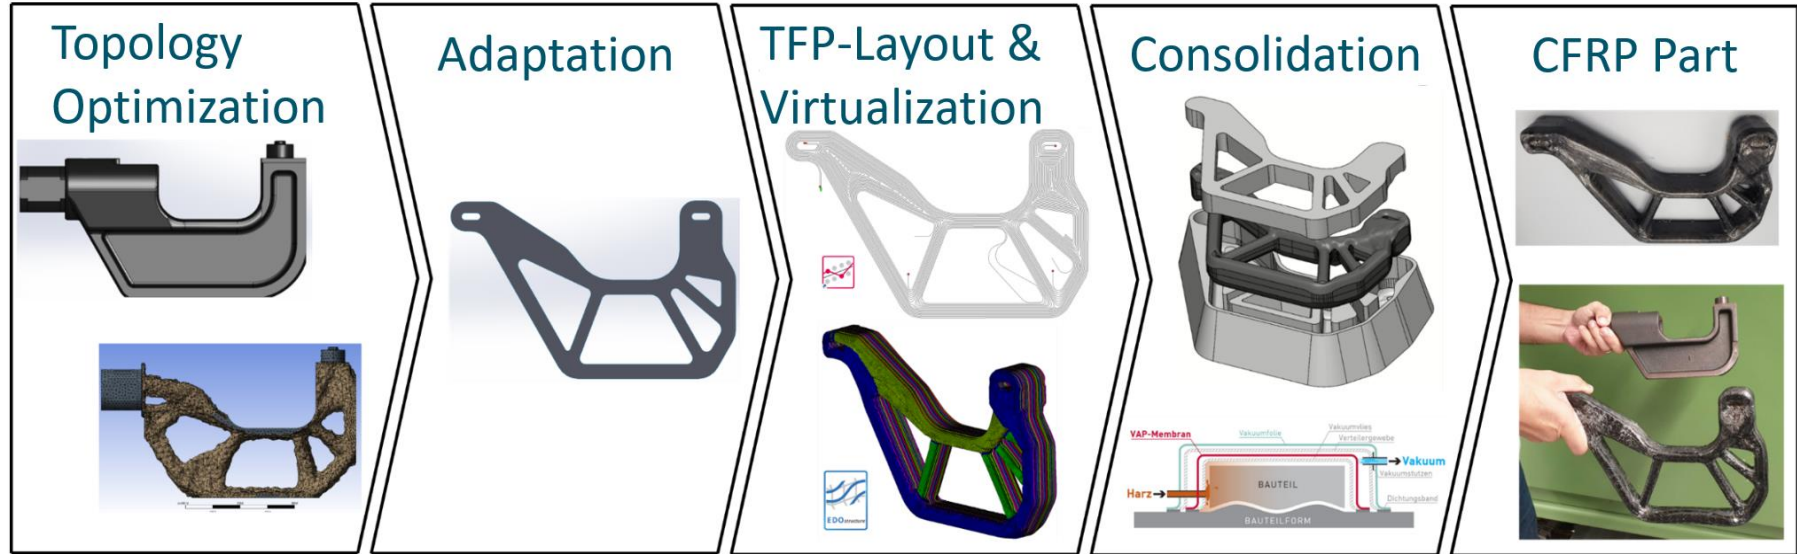 Topology
Optimization
Adaptation
TFP-Layout &
Virtualization
EDOstructure
Consolidation
VAP-Membran
Vakuumfolie
Vakuumvlies
Verteilergewebe
Vakuum
Vakuumstutzen
Harz
BAUTEIL
Dichtungsband
BAUTEILFORM
CFRP Part